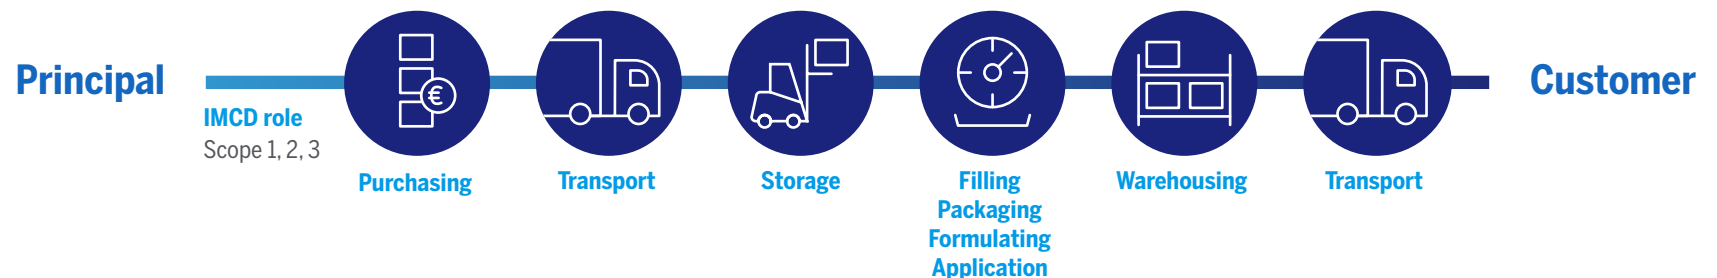 Principal
IMCD role
Scope 1, 2, 3
€
Purchasing
Transport
Storage
Filling
Packaging
Formulating
Application
Warehousing
Transport
Customer